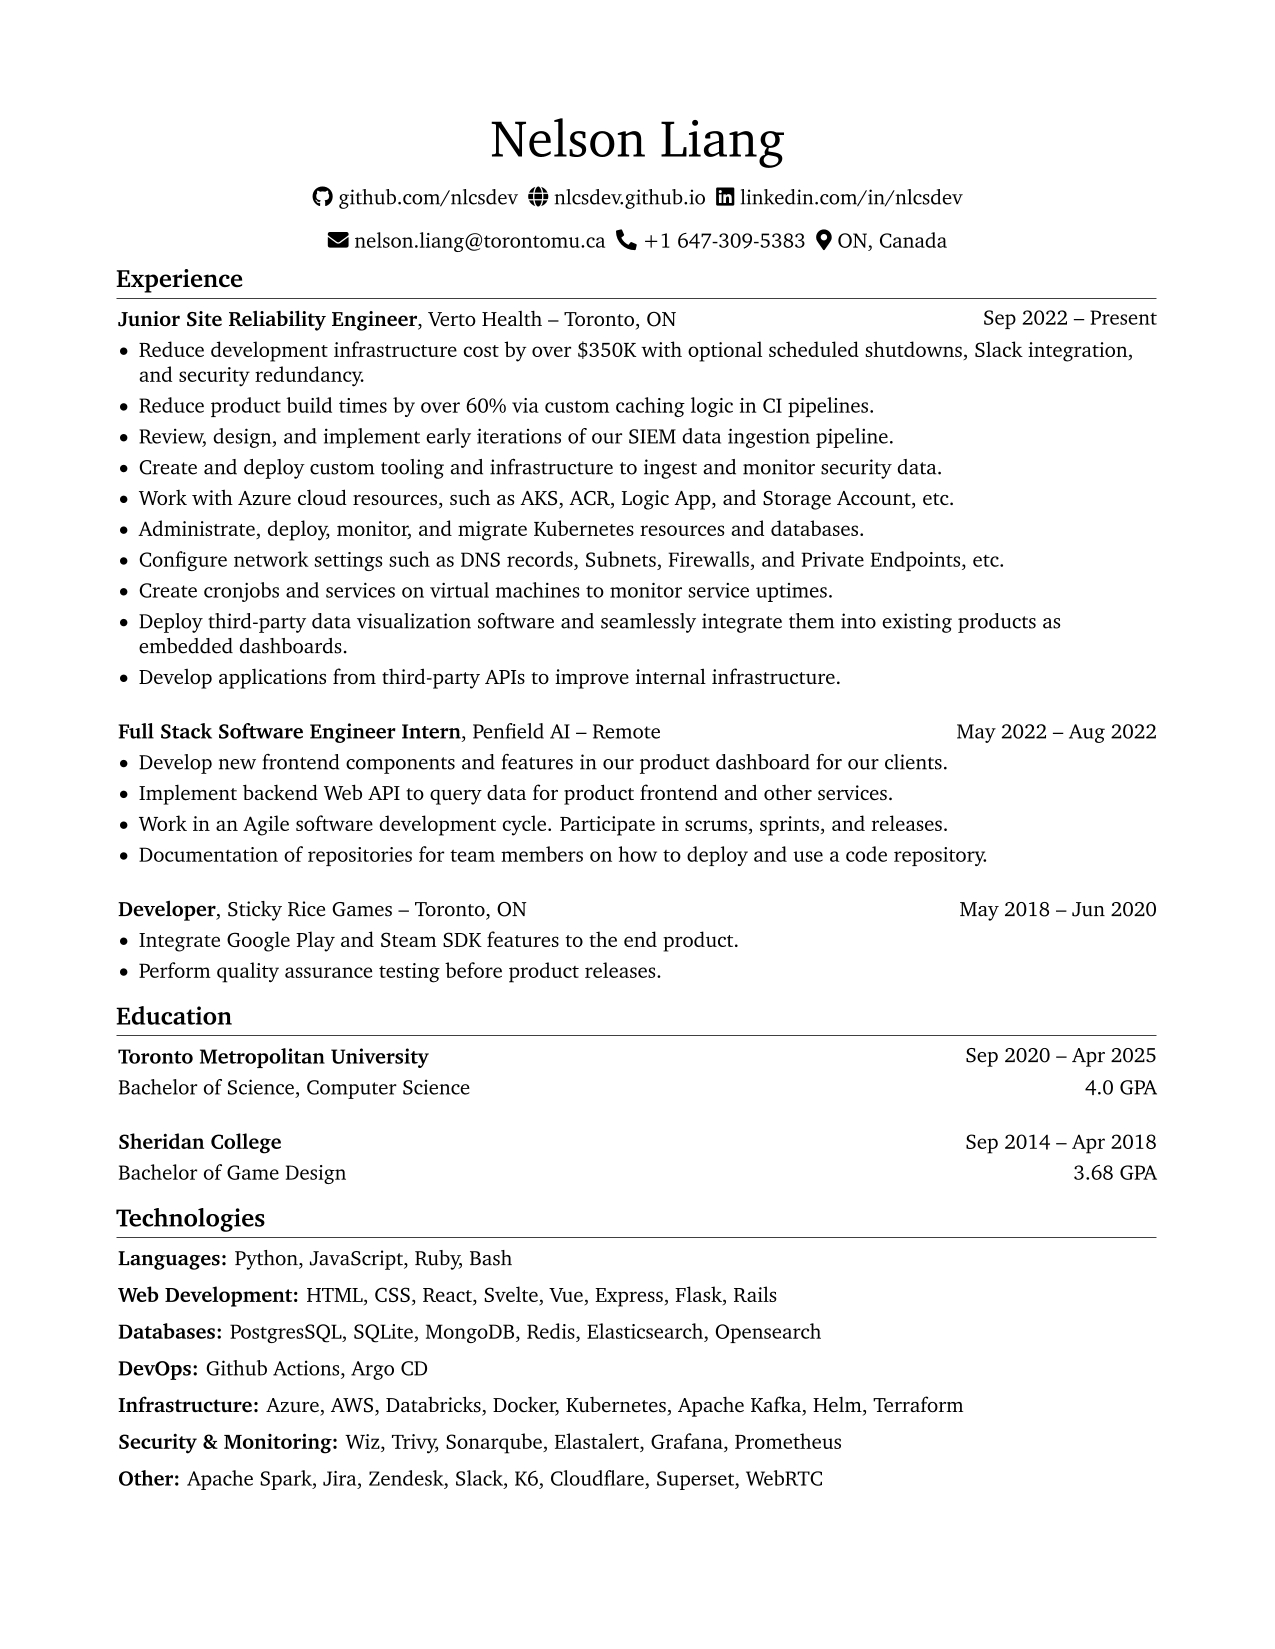 Nelson Liang
github.com/nlcsdev nlcsdev.github.io linkedin.com/in/nlcsdev
nelson.liang@torontomu.ca +1 647-309-5383 ON, Canada
Experience
Junior Site Reliability Engineer, Verto Health – Toronto, ON Sep 2022 – Present
• Reduce development infrastructure cost by over $350K with optional scheduled shutdowns, Slack integration,
and security redundancy.
• Reduce product build times by over 60% via custom caching logic in CI pipelines.
• Review, design, and implement early iterations of our SIEM data ingestion pipeline.
• Create and deploy custom tooling and infrastructure to ingest and monitor security data.
• Work with Azure cloud resources, such as AKS, ACR, Logic App, and Storage Account, etc.
• Administrate, deploy, monitor, and migrate Kubernetes resources and databases.
• Configure network settings such as DNS records, Subnets, Firewalls, and Private Endpoints, etc.
• Create cronjobs and services on virtual machines to monitor service uptimes.
• Deploy third-party data visualization software and seamlessly integrate them into existing products as
embedded dashboards.
• Develop applications from third-party APIs to improve internal infrastructure.
Full Stack Software Engineer Intern, Penfield AI – Remote May 2022 – Aug 2022
• Develop new frontend components and features in our product dashboard for our clients.
• Implement backend Web API to query data for product frontend and other services.
• Work in an Agile software development cycle. Participate in scrums, sprints, and releases.
• Documentation of repositories for team members on how to deploy and use a code repository.
Developer, Sticky Rice Games – Toronto, ON May 2018 – Jun 2020
• Integrate Google Play and Steam SDK features to the end product.
• Perform quality assurance testing before product releases.
Education
Toronto Metropolitan University Sep 2020 – Apr 2025
Bachelor of Science, Computer Science 4.0 GPA
Sheridan College Sep 2014 – Apr 2018
Bachelor of Game Design 3.68 GPA
Technologies
Languages: Python, JavaScript, Ruby, Bash
Web Development: HTML, CSS, React, Svelte, Vue, Express, Flask, Rails
Databases: PostgresSQL, SQLite, MongoDB, Redis, Elasticsearch, Opensearch
DevOps: Github Actions, Argo CD
Infrastructure: Azure, AWS, Databricks, Docker, Kubernetes, Apache Kafka, Helm, Terraform
Security & Monitoring: Wiz, Trivy, Sonarqube, Elastalert, Grafana, Prometheus
Other: Apache Spark, Jira, Zendesk, Slack, K6, Cloudflare, Superset, WebRTC